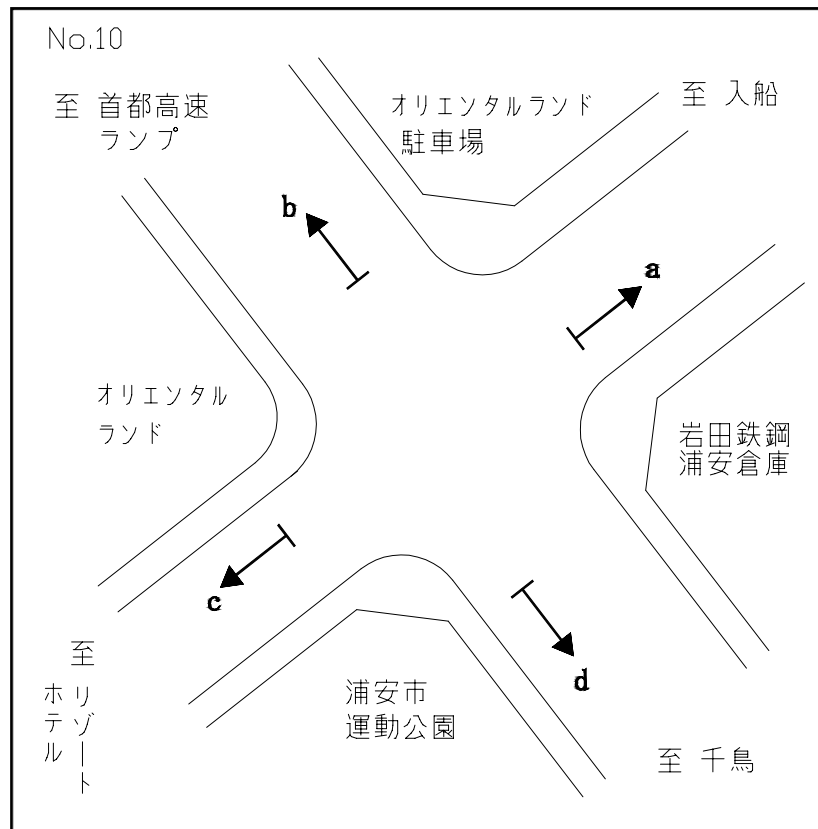 No.10
至 首都高速
ランプ
オリエンタルランド
駐車場
至 入船
b
a
オリエンタル
ランド
岩田鉄鋼
浦安倉庫
c
d
至
リゾート
ホテル
浦安市
運動公園
至 千鳥